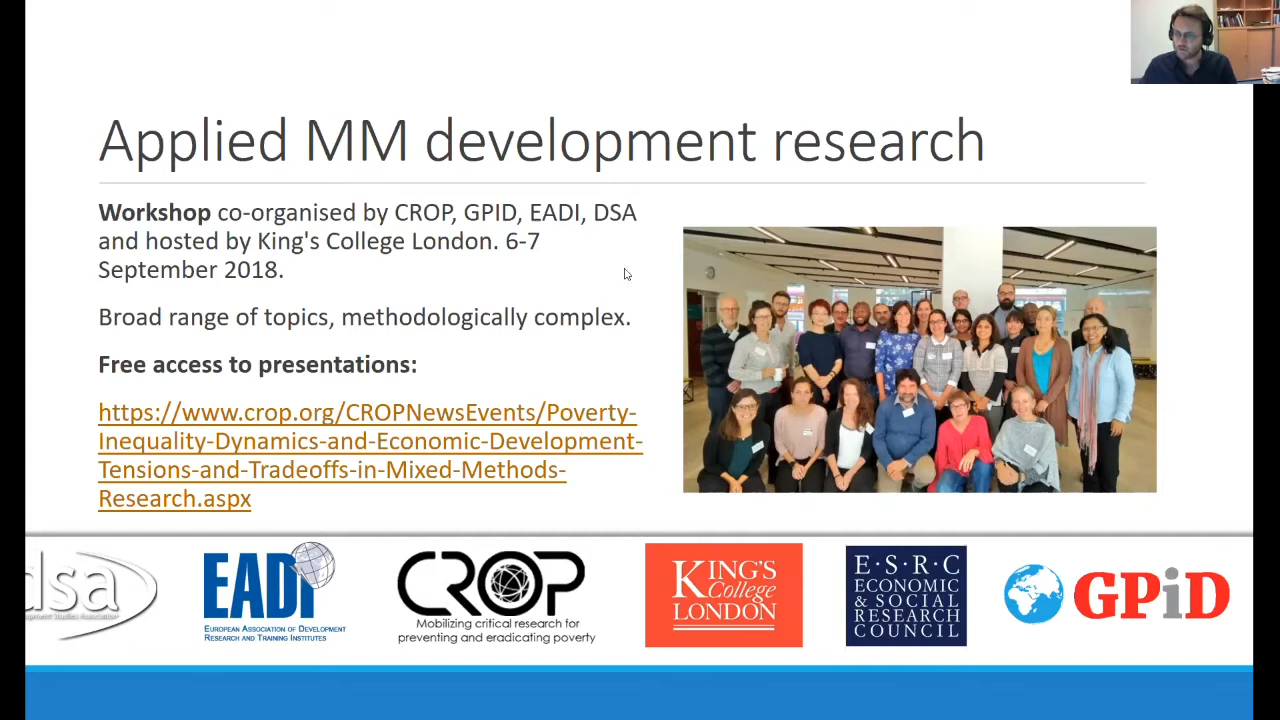 Applied MM development research
Workshop co-organised by CROP, GPID, EADI, DSA
and hosted by King's College London. 6-7
September 2018.
Broad range of topics, methodologically complex.
Free access to presentations:
https://www.crop.org/CROPNewsEvents/Poverty-
Inequality-Dynamics-and-Economic-Development-
Tensions-and-Tradeoffs-in-Mixed-Methods-
Research.aspx
dsa
Studies Association
EADI
EUROPEAN ASSOCIATION OF DEVELOPMENT
RESEARCH AND TRAINING INSTITUTES
CROP
Mobilizing critical research for
preventing and eradicating poverty
KING'S
College
LONDON
E·S·R·C
ECONOMIC
& SOCIAL
RESEARCH
COUNCIL
GPiD